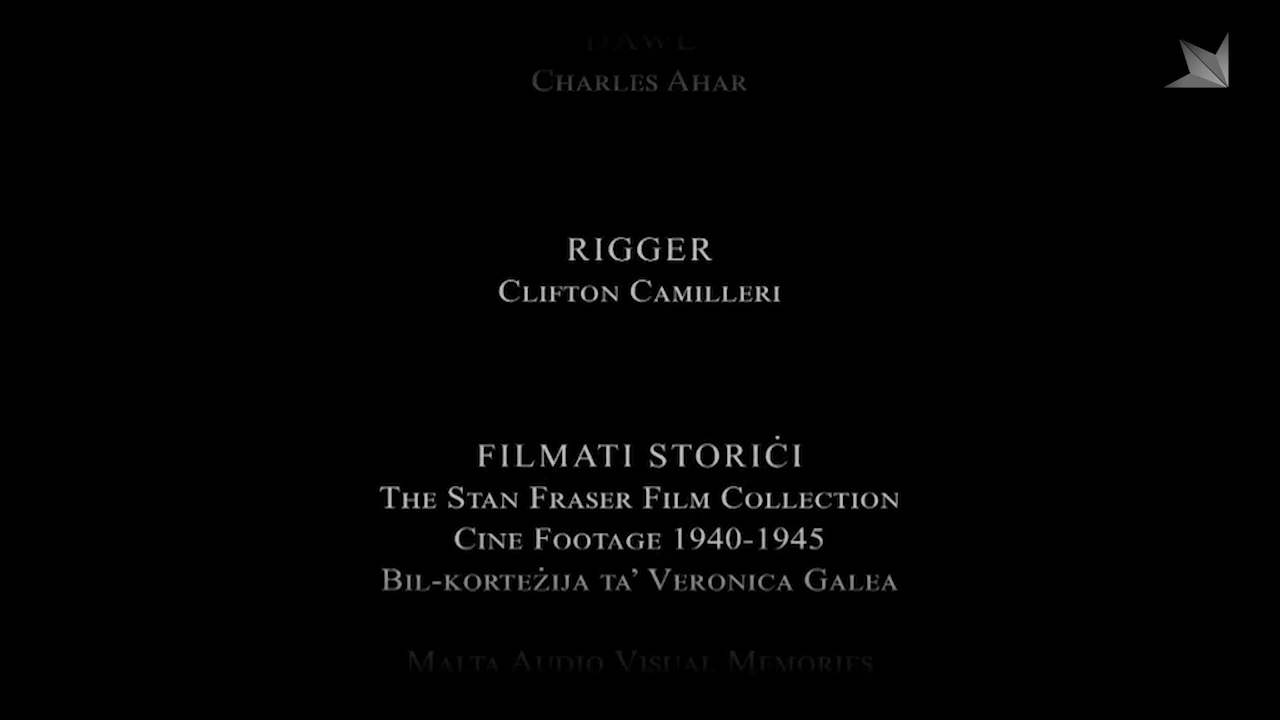 DAWL
CHARLES AHAR
RIGGER
CLIFTON CAMILLERI
FILMATI STORIĊI
THE STAN FRASER FILM COLLECTION
CINE FOOTAGE 1940-1945
BIL-KORTEŻIJA TA’ VERONICA GALEA
MALTA AUDIO VISUAL MEMORIES